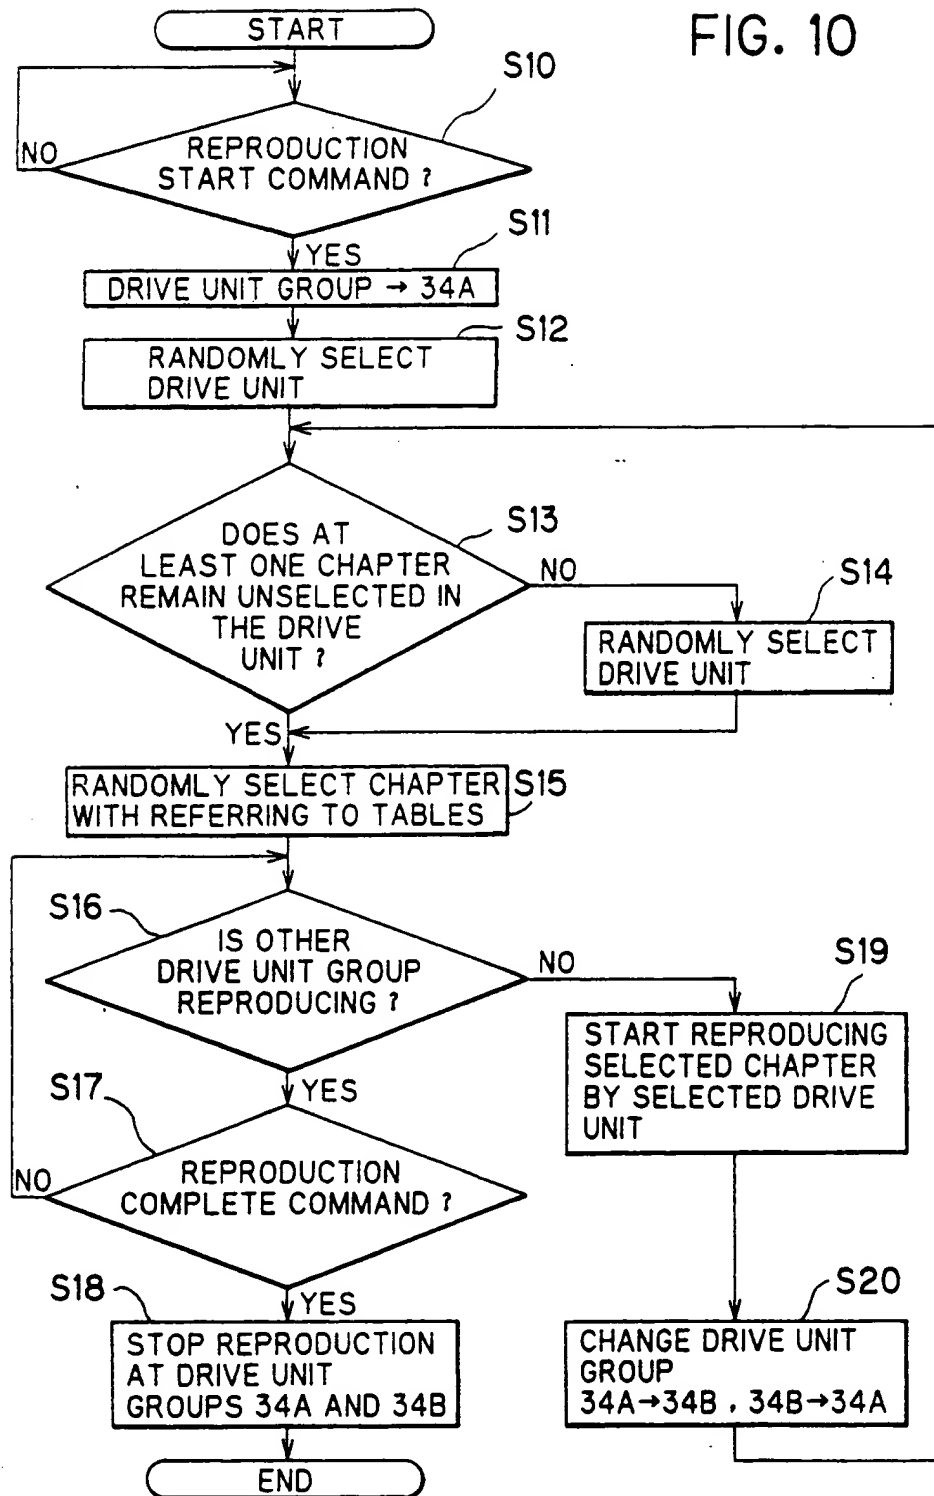 FIG. 10
START
S10
NO
REPRODUCTION
START COMMAND ?
S11
YES
DRIVE UNIT GROUP → 34A
S12
RANDOMLY SELECT
DRIVE UNIT
S13
DOES AT
LEAST ONE CHAPTER
REMAIN UNSELECTED IN
THE DRIVE
UNIT ?
NO
S14
RANDOMLY SELECT
DRIVE UNIT
YES
RANDOMLY SELECT CHAPTER
WITH REFERRING TO TABLES
S15
S16
IS OTHER
DRIVE UNIT GROUP
REPRODUCING ?
NO
S19
START REPRODUCING
SELECTED CHAPTER
BY SELECTED DRIVE
UNIT
YES
S17
NO
REPRODUCTION
COMPLETE COMMAND ?
S18
YES
STOP REPRODUCTION
AT DRIVE UNIT
GROUPS 34A AND 34B
S20
CHANGE DRIVE UNIT
GROUP
34A→34B , 34B→34A
END